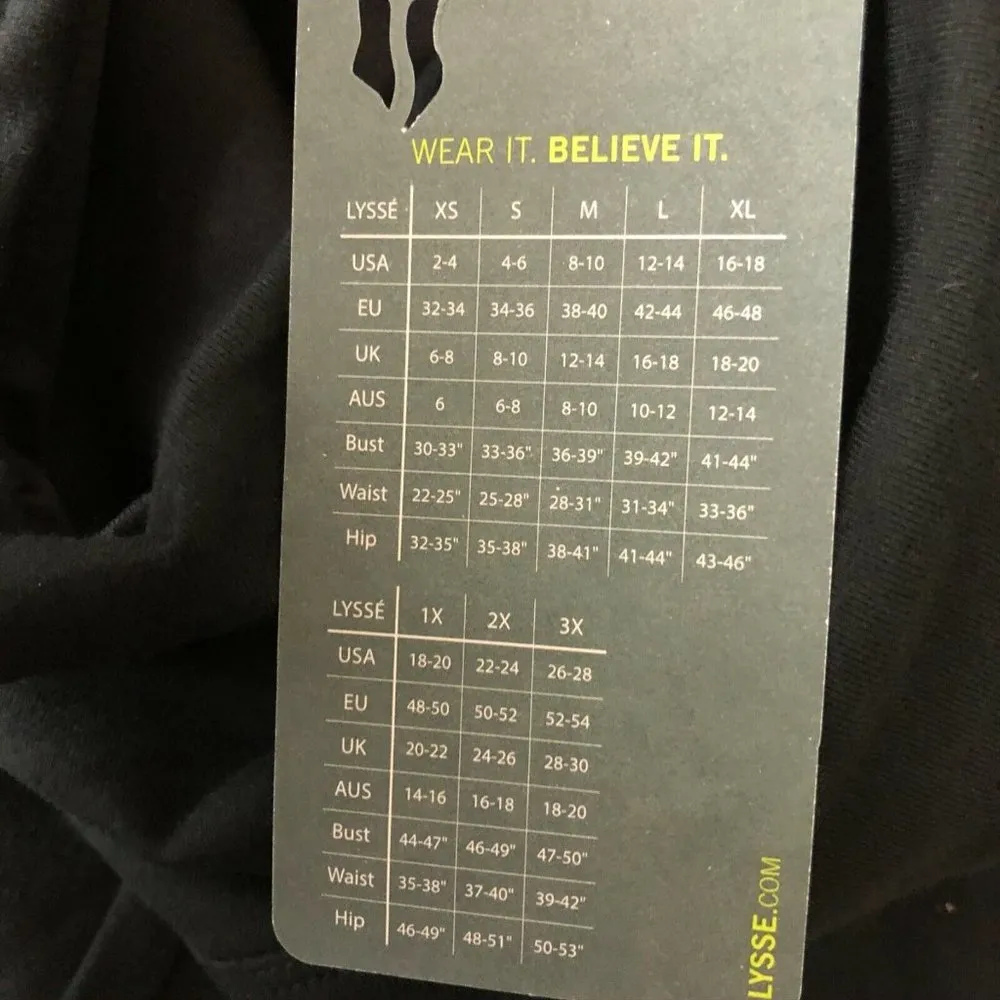 WEAR IT. BELIEVE IT.
LYSSÉ XS S M L XL
USA 2-4 4-6 8-10 12-14 16-18
EU 32-34 34-36 38-40 42-44 46-48
UK 6-8 8-10 12-14 16-18 18-20
AUS 6 6-8 8-10 10-12 12-14
Bust 30-33" 33-36" 36-39" 39-42" 41-44"
Waist 22-25" 25-28" 28-31" 31-34" 33-36"
Hip 32-35" 35-38" 38-41" 41-44" 43-46"
LYSSÉ 1X 2X 3X
USA 18-20 22-24 26-28
EU 48-50 50-52 52-54
UK 20-22 24-26 28-30
AUS 14-16 16-18 18-20
Bust 44-47" 46-49" 47-50"
Waist 35-38" 37-40" 39-42"
Hip 46-49" 48-51" 50-53"
LYSSE.COM